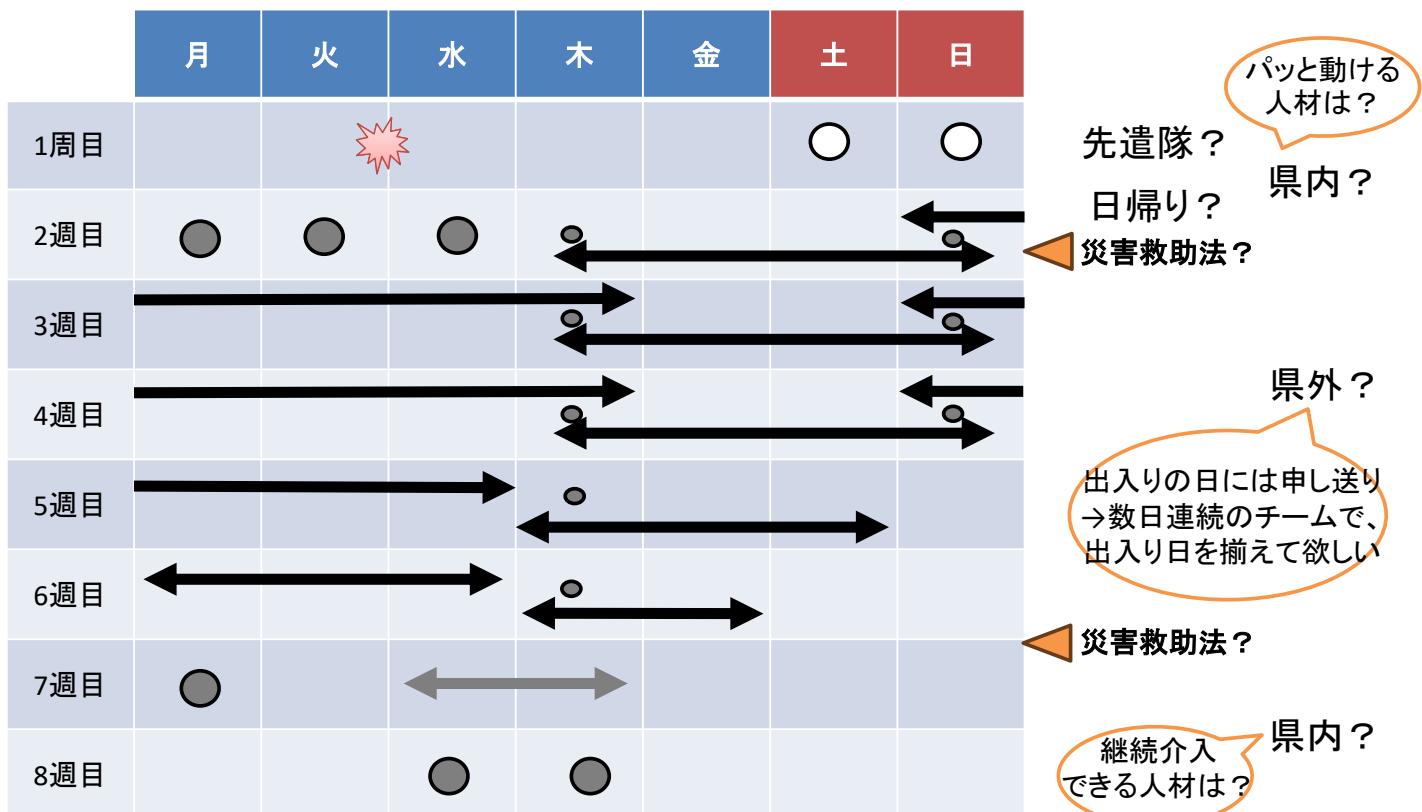 月 火 水 木 金 土 日
パッと動ける
人材は？
1周目
先遣隊？
県内？
2週目
日帰り？
災害救助法？
3週目
県外？
4週目
出入りの日には申し送り
→数日連続のチームで、
出入り日を揃えて欲しい
5週目
6週目
災害救助法？
7週目
県内？
継続介入
できる人材は？
8週目